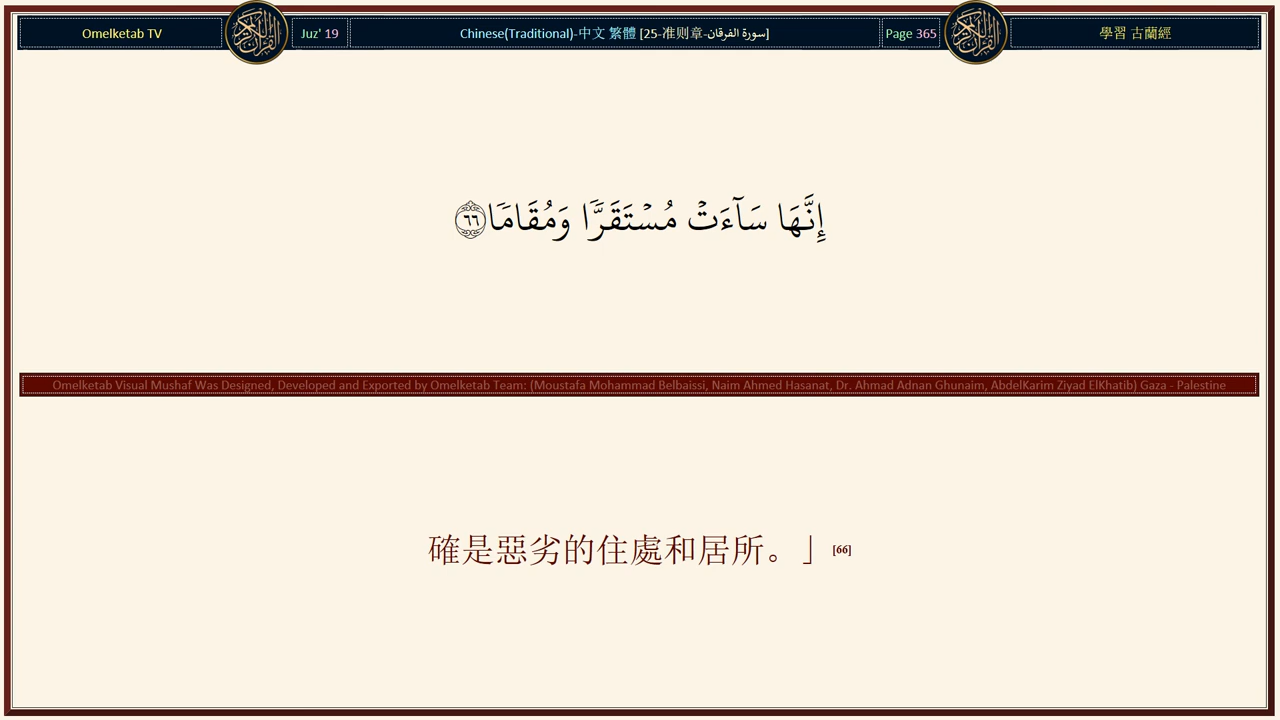 Omelketab TV
Juz' 19
Chinese(Traditional)-中文 繁體 [25-准则章-سورة الفرقان]
Page 365
學習 古蘭經
إِنَّهَا سَآءَتۡ مُسۡتَقَرّٗا وَمُقَامٗا ٦٦
Omelketab Visual Mushaf Was Designed, Developed and Exported by Omelketab Team: (Moustafa Mohammad Belbaissi, Naim Ahmed Hasanat, Dr. Ahmad Adnan Ghunaim, AbdelKarim Ziyad ElKhatib) Gaza - Palestine
確是惡劣的住處和居所。」 [66]